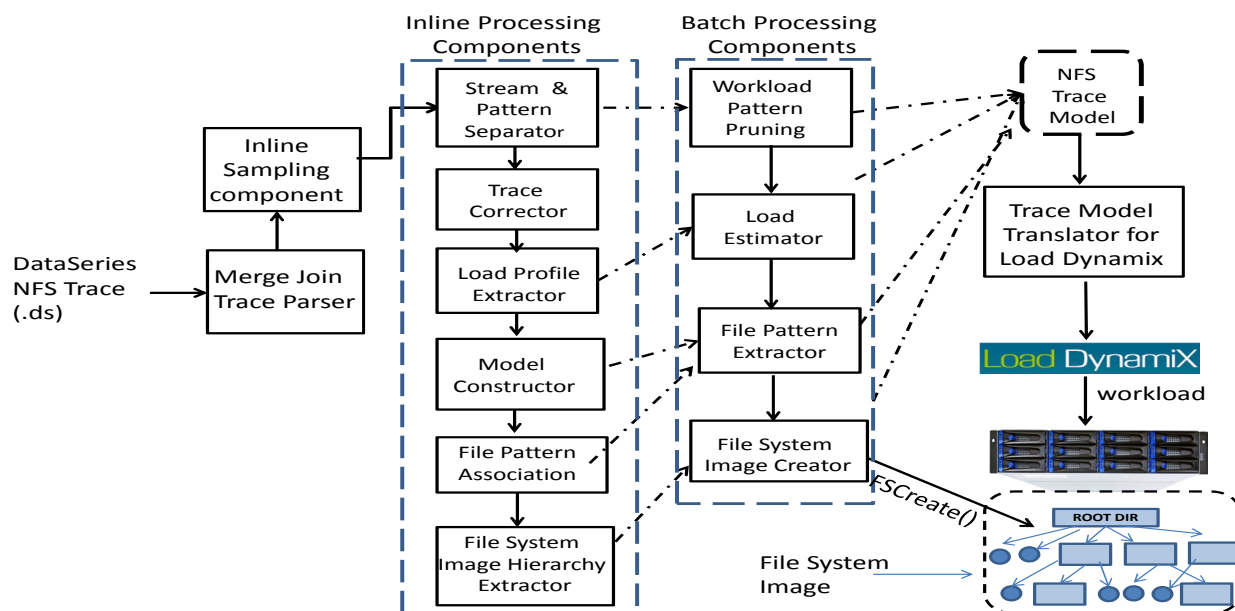 Inline Processing
Components
Batch Processing
Components
DataSeries
NFS Trace
(.ds)
Merge Join
Trace Parser
Inline
Sampling
component
Stream &
Pattern
Separator
Trace
Corrector
Load Profile
Extractor
Model
Constructor
File Pattern
Association
File System
Image Hierarchy
Extractor
Workload
Pattern
Pruning
Load
Estimator
File Pattern
Extractor
File System
Image Creator
NFS
Trace
Model
Trace Model
Translator for
Load Dynamix
Load DynamiX
workload
FSCreate()
ROOT DIR
File System
Image